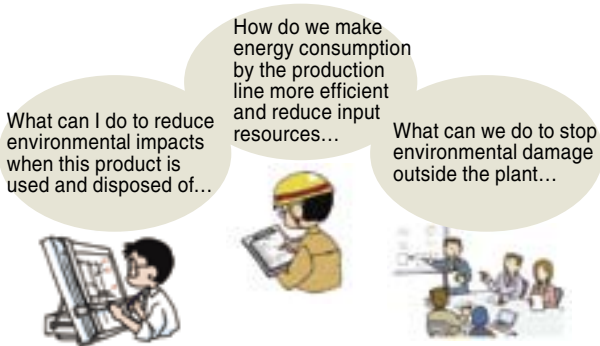 What can I do to reduce
environmental impacts
when this product is
used and disposed of…
How do we make
energy consumption
by the production
line more efficient
and reduce input
resources…
What can we do to stop
environmental damage
outside the plant…